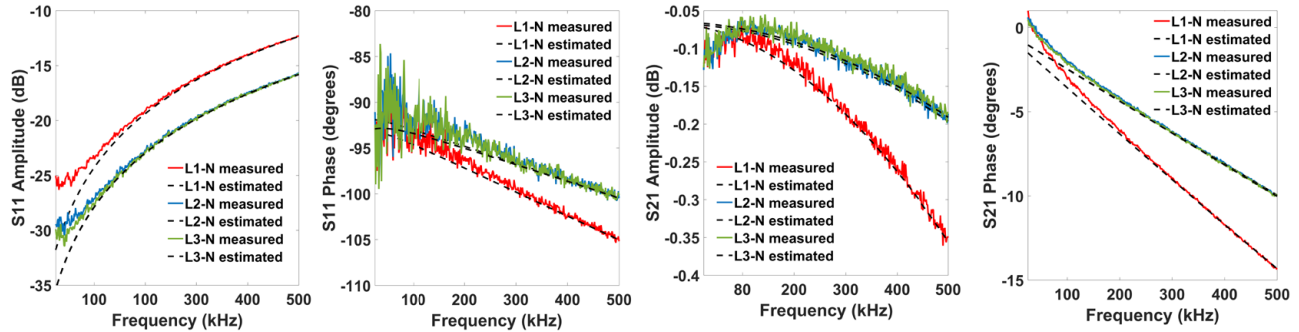 -10
-15
-20
-25
-30
-35
S11 Amplitude (dB)
L1-N measured
L1-N estimated
L2-N measured
L2-N estimated
L3-N measured
L3-N estimated
100 100 300 400 500
Frequency (kHz)
-80
-85
-90
-95
-100
-105
-110
S11 Phase (degrees)
L1-N measured
L1-N estimated
L2-N measured
L2-N estimated
L3-N measured
L3-N estimated
100 200 300 400 500
Frequency (kHz)
-0.05
-0.1
-0.15
-0.2
-0.25
-0.3
-0.35
-0.4
S21 Amplitude (dB)
L1-N measured
L1-N estimated
L2-N measured
L2-N estimated
L3-N measured
L3-N estimated
80 200 300 400 500
Frequency (kHz)
0
-5
-10
-15
S21 Phase (degrees)
L1-N measured
L1-N estimated
L2-N measured
L2-N estimated
L3-N measured
L3-N estimated
100 200 300 400 500
Frequency (kHz)